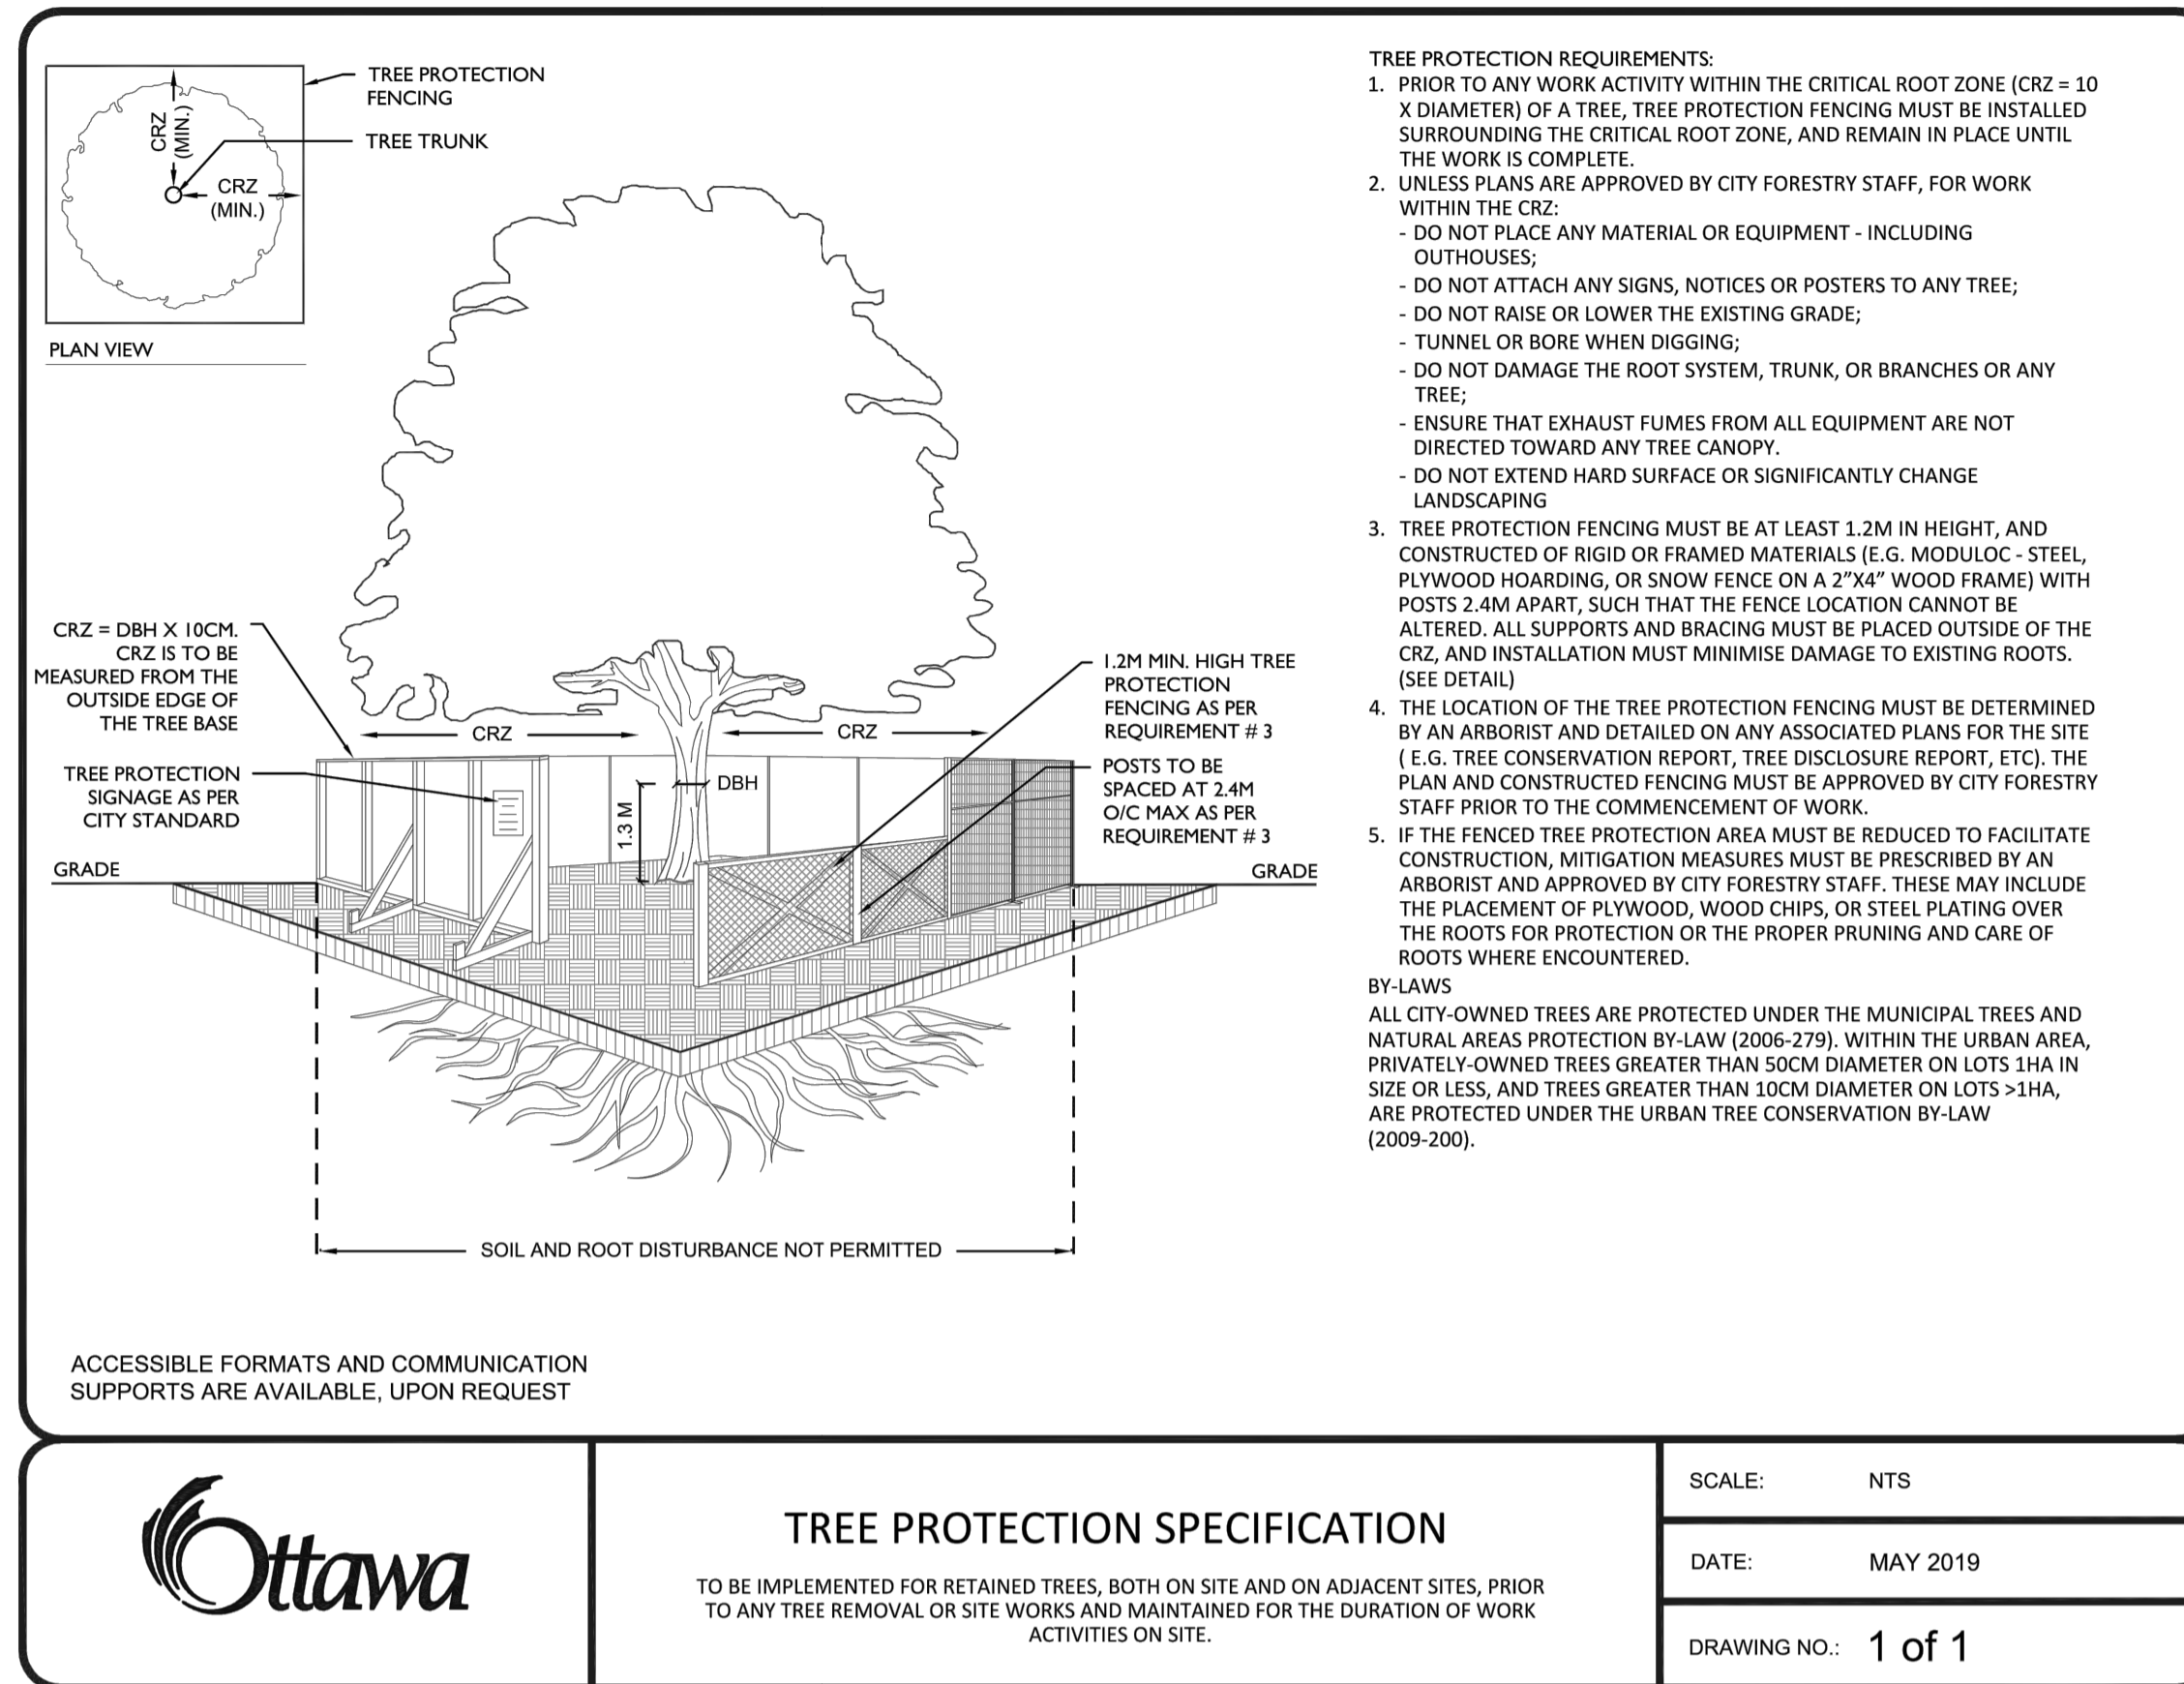 TREE PROTECTION
FENCING
TREE TRUNK
CRZ
(MIN.)
CRZ
(MIN.)
PLAN VIEW
CRZ = DBH X 10CM.
CRZ IS TO BE
MEASURED FROM THE
OUTSIDE EDGE OF
THE TREE BASE
TREE PROTECTION
SIGNAGE AS PER
CITY STANDARD
GRADE
CRZ
CRZ
DBH
1.3 M
1.2M MIN. HIGH TREE
PROTECTION
FENCING AS PER
REQUIREMENT # 3
POSTS TO BE
SPACED AT 2.4M
O/C MAX AS PER
REQUIREMENT # 3
GRADE
SOIL AND ROOT DISTURBANCE NOT PERMITTED
ACCESSIBLE FORMATS AND COMMUNICATION
SUPPORTS ARE AVAILABLE, UPON REQUEST
TREE PROTECTION REQUIREMENTS:
1. PRIOR TO ANY WORK ACTIVITY WITHIN THE CRITICAL ROOT ZONE (CRZ = 10
X DIAMETER) OF A TREE, TREE PROTECTION FENCING MUST BE INSTALLED
SURROUNDING THE CRITICAL ROOT ZONE, AND REMAIN IN PLACE UNTIL
THE WORK IS COMPLETE.
2. UNLESS PLANS ARE APPROVED BY CITY FORESTRY STAFF, FOR WORK
WITHIN THE CRZ:
- DO NOT PLACE ANY MATERIAL OR EQUIPMENT - INCLUDING
OUTHOUSES;
- DO NOT ATTACH ANY SIGNS, NOTICES OR POSTERS TO ANY TREE;
- DO NOT RAISE OR LOWER THE EXISTING GRADE;
- TUNNEL OR BORE WHEN DIGGING;
- DO NOT DAMAGE THE ROOT SYSTEM, TRUNK, OR BRANCHES OR ANY
TREE;
- ENSURE THAT EXHAUST FUMES FROM ALL EQUIPMENT ARE NOT
DIRECTED TOWARD ANY TREE CANOPY.
- DO NOT EXTEND HARD SURFACE OR SIGNIFICANTLY CHANGE
LANDSCAPING
3. TREE PROTECTION FENCING MUST BE AT LEAST 1.2M IN HEIGHT, AND
CONSTRUCTED OF RIGID OR FRAMED MATERIALS (E.G. MODULOC - STEEL,
PLYWOOD HOARDING, OR SNOW FENCE ON A 2”X4” WOOD FRAME) WITH
POSTS 2.4M APART, SUCH THAT THE FENCE LOCATION CANNOT BE
ALTERED. ALL SUPPORTS AND BRACING MUST BE PLACED OUTSIDE OF THE
CRZ, AND INSTALLATION MUST MINIMISE DAMAGE TO EXISTING ROOTS.
(SEE DETAIL)
4. THE LOCATION OF THE TREE PROTECTION FENCING MUST BE DETERMINED
BY AN ARBORIST AND DETAILED ON ANY ASSOCIATED PLANS FOR THE SITE
( E.G. TREE CONSERVATION REPORT, TREE DISCLOSURE REPORT, ETC). THE
PLAN AND CONSTRUCTED FENCING MUST BE APPROVED BY CITY FORESTRY
STAFF PRIOR TO THE COMMENCEMENT OF WORK.
5. IF THE FENCED TREE PROTECTION AREA MUST BE REDUCED TO FACILITATE
CONSTRUCTION, MITIGATION MEASURES MUST BE PRESCRIBED BY AN
ARBORIST AND APPROVED BY CITY FORESTRY STAFF. THESE MAY INCLUDE
THE PLACEMENT OF PLYWOOD, WOOD CHIPS, OR STEEL PLATING OVER
THE ROOTS FOR PROTECTION OR THE PROPER PRUNING AND CARE OF
ROOTS WHERE ENCOUNTERED.
BY-LAWS
ALL CITY-OWNED TREES ARE PROTECTED UNDER THE MUNICIPAL TREES AND
NATURAL AREAS PROTECTION BY-LAW (2006-279). WITHIN THE URBAN AREA,
PRIVATELY-OWNED TREES GREATER THAN 50CM DIAMETER ON LOTS 1HA IN
SIZE OR LESS, AND TREES GREATER THAN 10CM DIAMETER ON LOTS >1HA,
ARE PROTECTED UNDER THE URBAN TREE CONSERVATION BY-LAW
(2009-200).
Ottawa
TREE PROTECTION SPECIFICATION
TO BE IMPLEMENTED FOR RETAINED TREES, BOTH ON SITE AND ON ADJACENT SITES, PRIOR
TO ANY TREE REMOVAL OR SITE WORKS AND MAINTAINED FOR THE DURATION OF WORK
ACTIVITIES ON SITE.
SCALE: NTS
DATE: MAY 2019
DRAWING NO.: 1 of 1